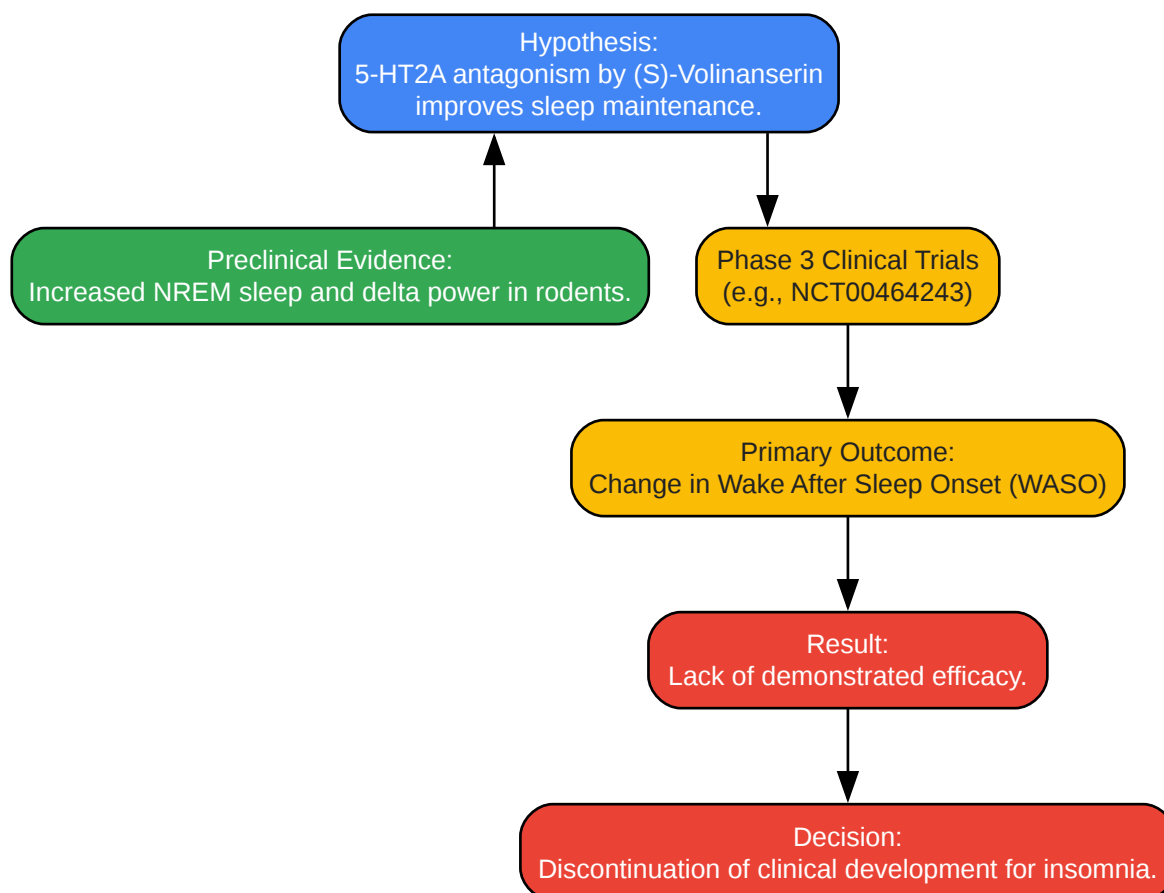 Hypothesis:
5-HT2A antagonism by (S)-Volinanserin
improves sleep maintenance.
Preclinical Evidence:
Increased NREM sleep and delta power in rodents.
Phase 3 Clinical Trials
(e.g., NCT00464243)
Primary Outcome:
Change in Wake After Sleep Onset (WASO)
Result:
Lack of demonstrated efficacy.
Decision:
Discontinuation of clinical development for insomnia.